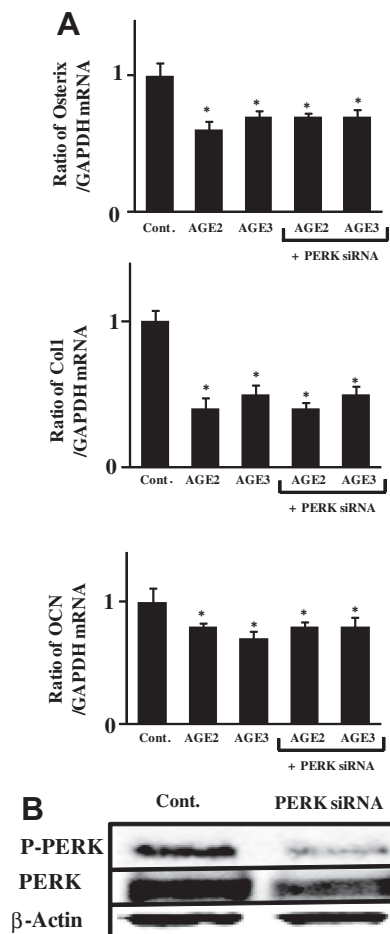 A
Ratio of Osterix
/GAPDH mRNA
1
0
* * * *
Cont. AGE2 AGE3 AGE2 AGE3
+ PERK siRNA
Ratio of Col1
/GAPDH mRNA
1
0
* * * *
Cont. AGE2 AGE3 AGE2 AGE3
+ PERK siRNA
Ratio of OCN
/GAPDH mRNA
1
0
* * * *
Cont. AGE2 AGE3 AGE2 AGE3
+ PERK siRNA
B
Cont. PERK siRNA
P-PERK
PERK
β-Actin